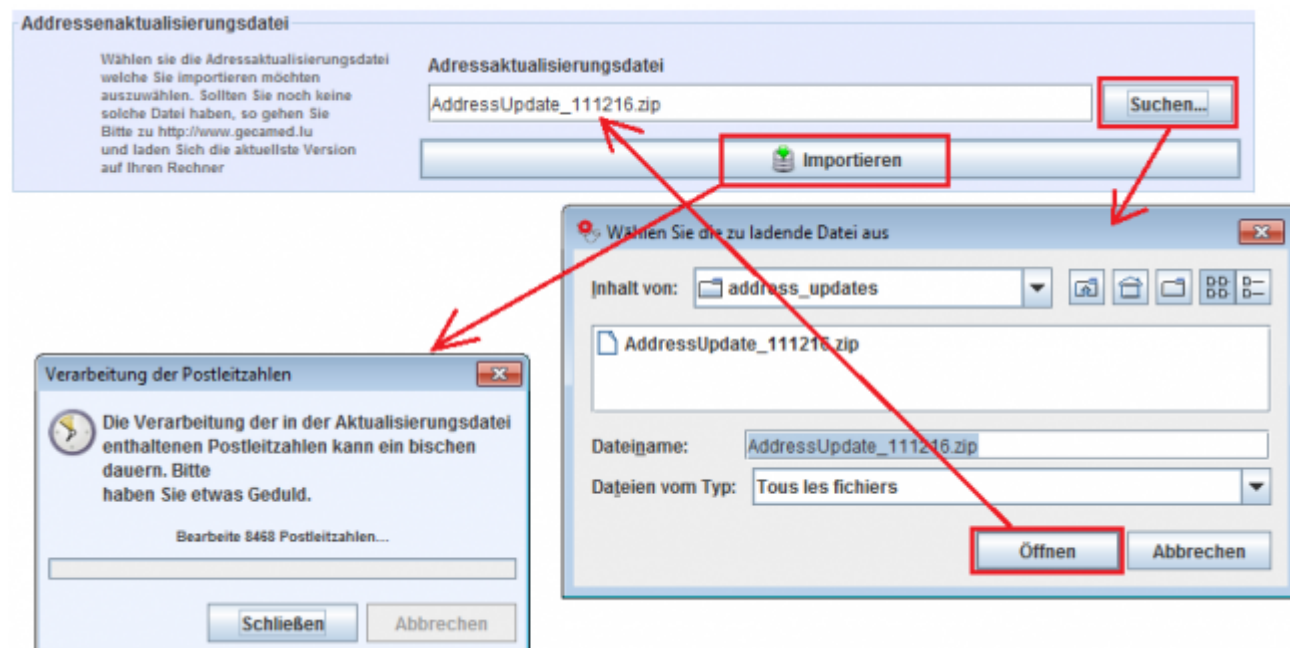 Addressenaktualisierungsdatei
Wählen sie die Adressaktualisierungsdatei
welche Sie importieren möchten
auszuwählen. Sollten Sie noch keine
solche Datei haben, so gehen Sie
Bitte zu http://www.gecamed.lu
und laden Sich die aktuellste Version
auf Ihren Rechner
Adressaktualisierungsdatei
AddressUpdate_111216.zip
Suchen...
Importieren
Wählen Sie die zu ladende Datei aus
Inhalt von:
address_updates
AddressUpdate_111216.zip
Dateiname:
AddressUpdate_111216.zip
Dateien vom Typ:
Tous les fichiers
Öffnen
Abbrechen
Verarbeitung der Postleitzahlen
Die Verarbeitung der in der Aktualisierungsdatei
enthaltenen Postleitzahlen kann ein bischen
dauern. Bitte
haben Sie etwas Geduld.
Bearbeite 8468 Postleitzahlen...
Schließen
Abbrechen